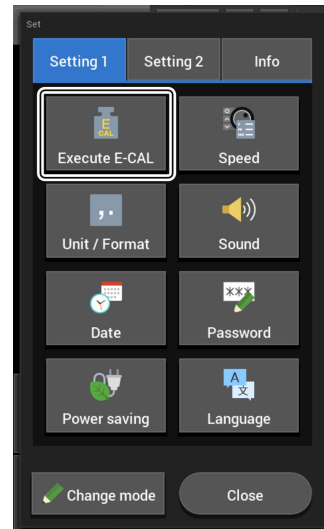 Set
Setting 1
Setting 2
Info
E
CAL
Execute E-CAL
Speed
,.
Unit / Format
Sound
Date
***
Password
Power saving
A
文
Language
Change mode
Close